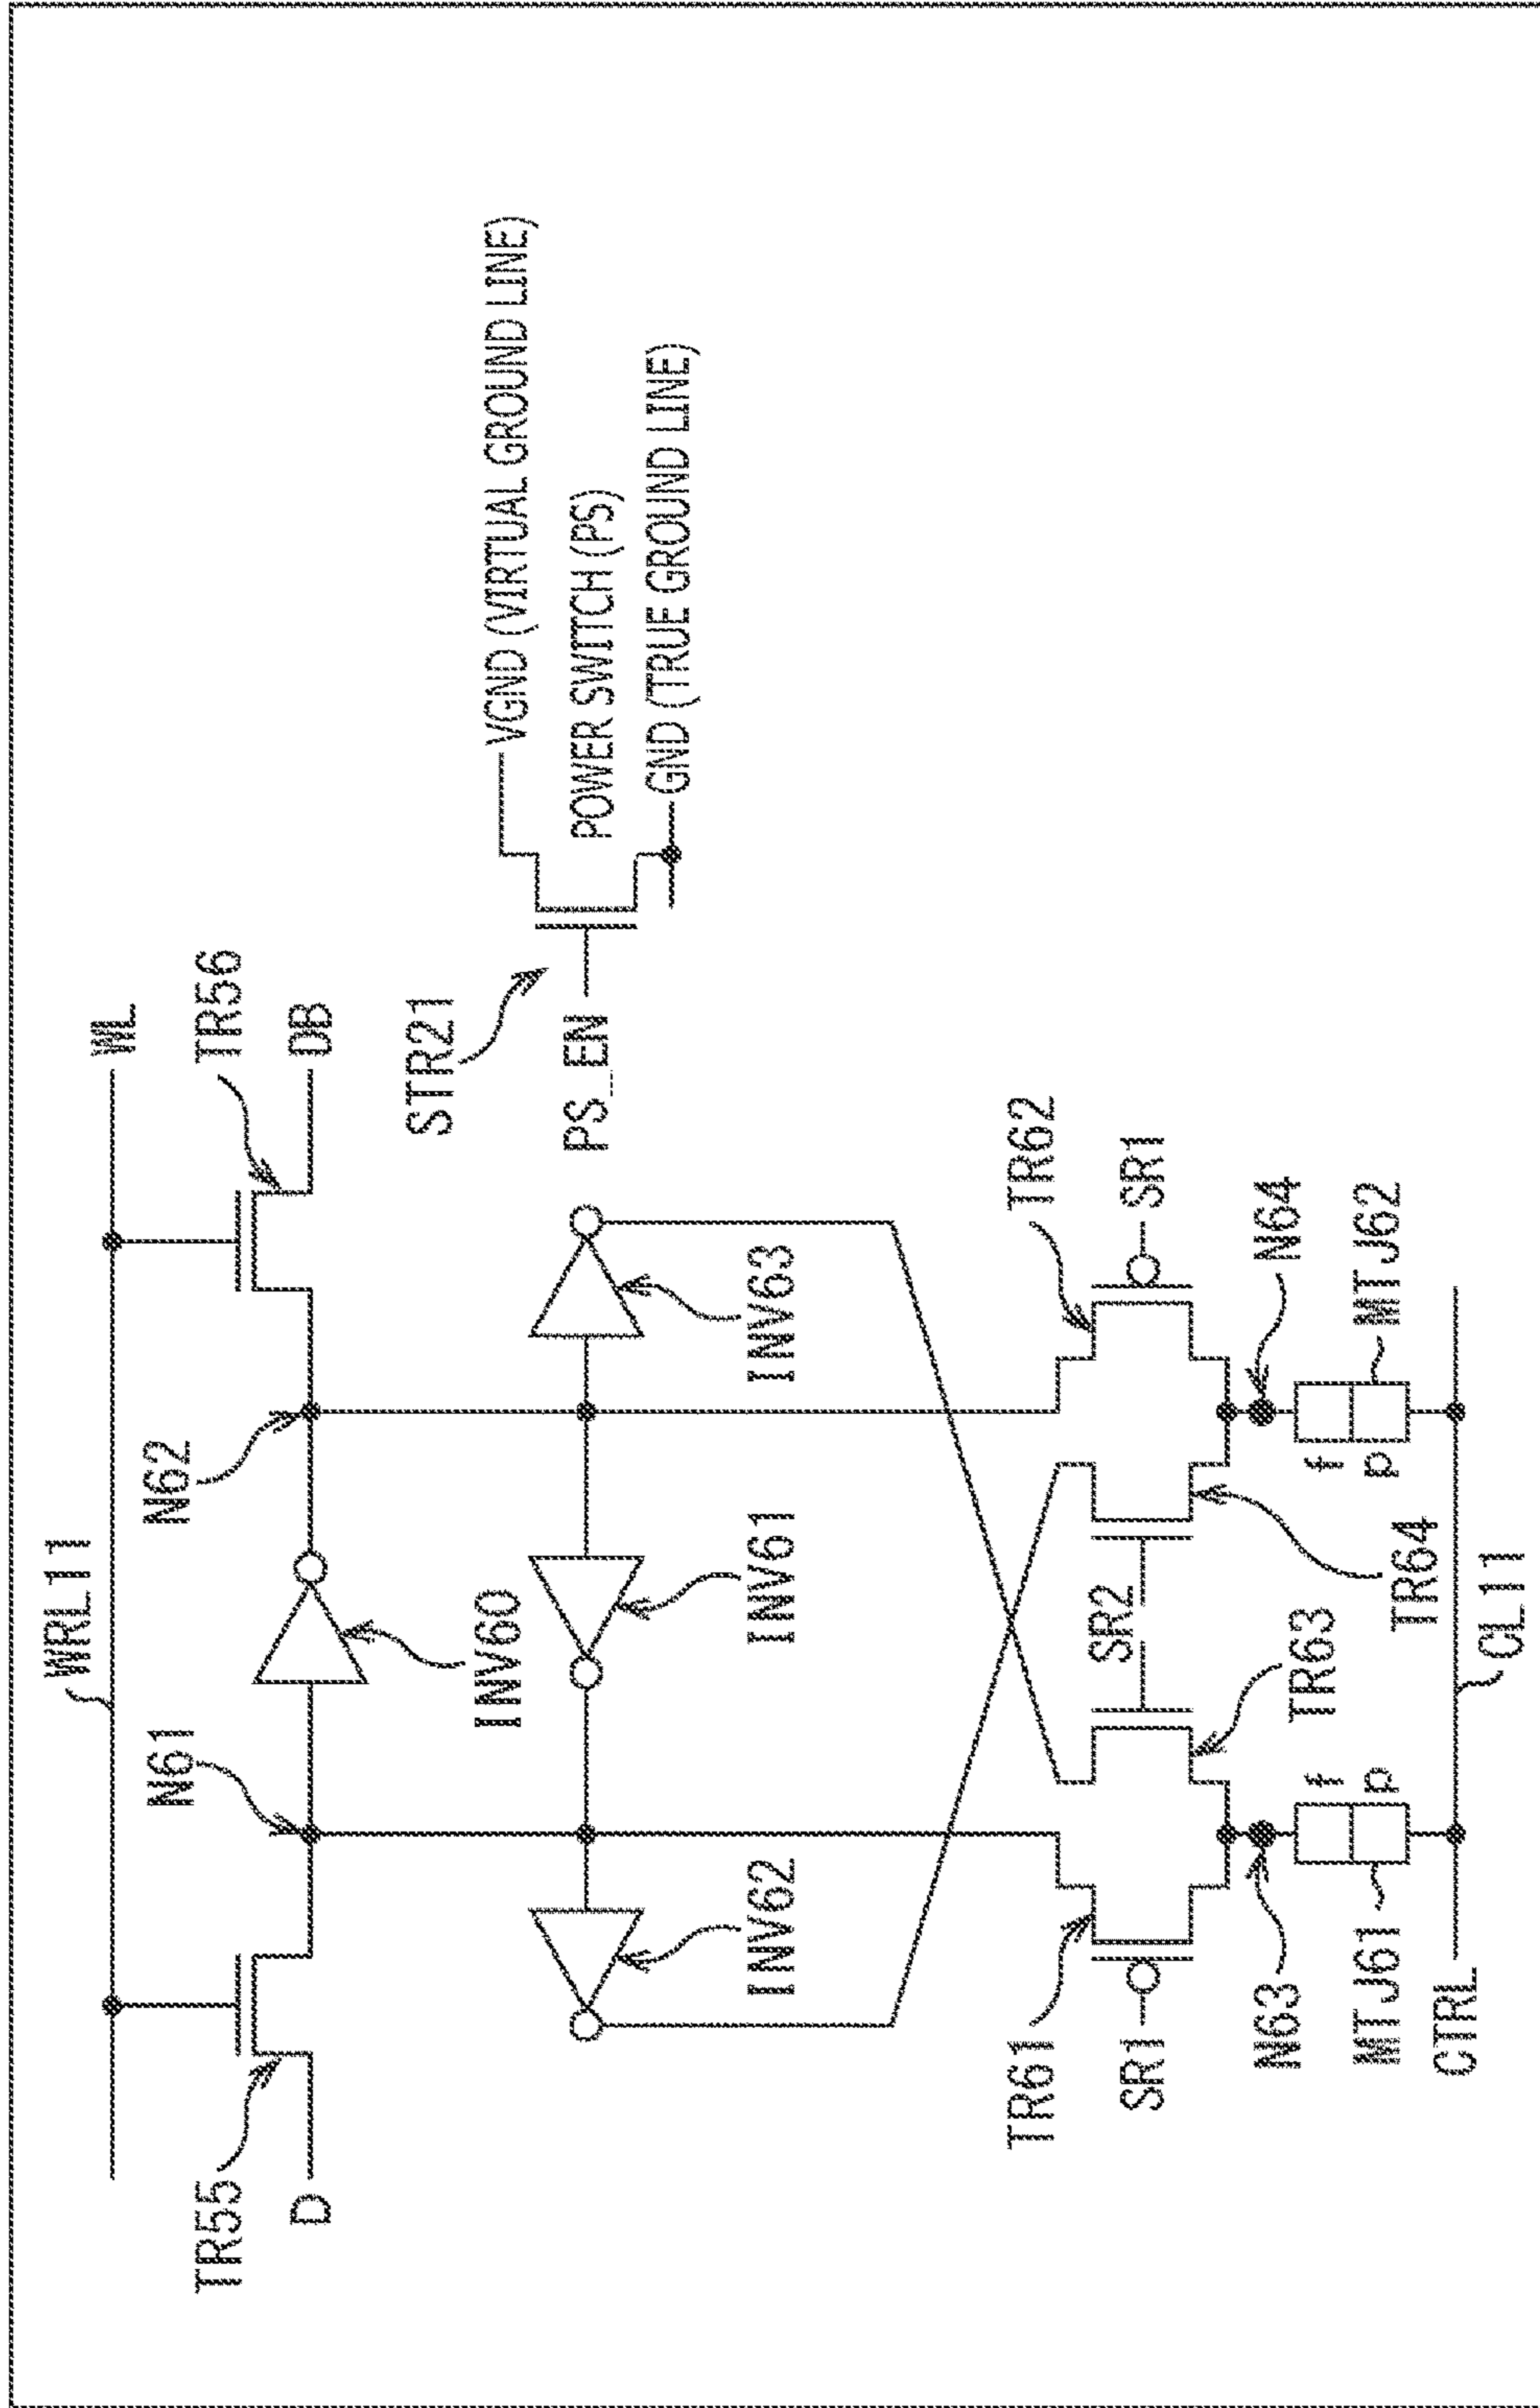 WRL11
WL
TR55
N61
N62
TR56
D
DB
INV60
STR21
VGND (VIRTUAL GROUND LINE)
PS_EN
POWER SWITCH (PS)
GND (TRUE GROUND LINE)
INV62
INV61
INV63
TR61
TR62
SR1
SR2
SR1
N63
TR63
TR64
N64
MTJ61
f
p
f
p
MTJ62
CTRL
CL11